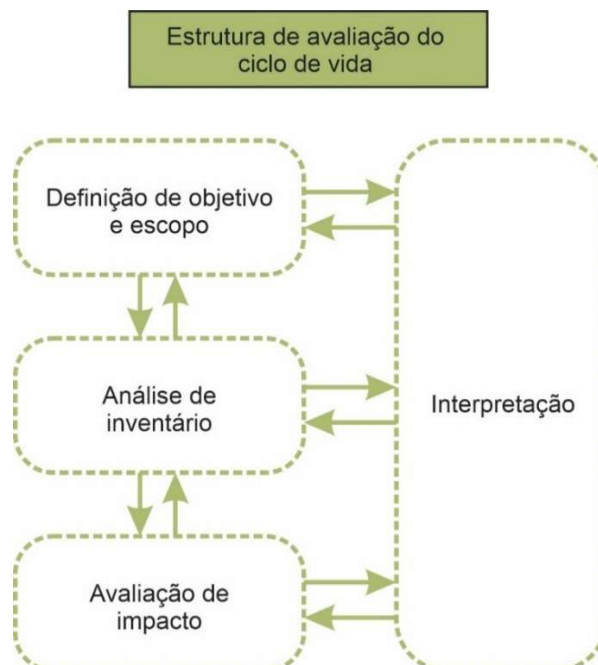 Estrutura de avaliação do
ciclo de vida
Definição de objetivo
e escopo
Análise de
inventário
Interpretação
Avaliação de
impacto